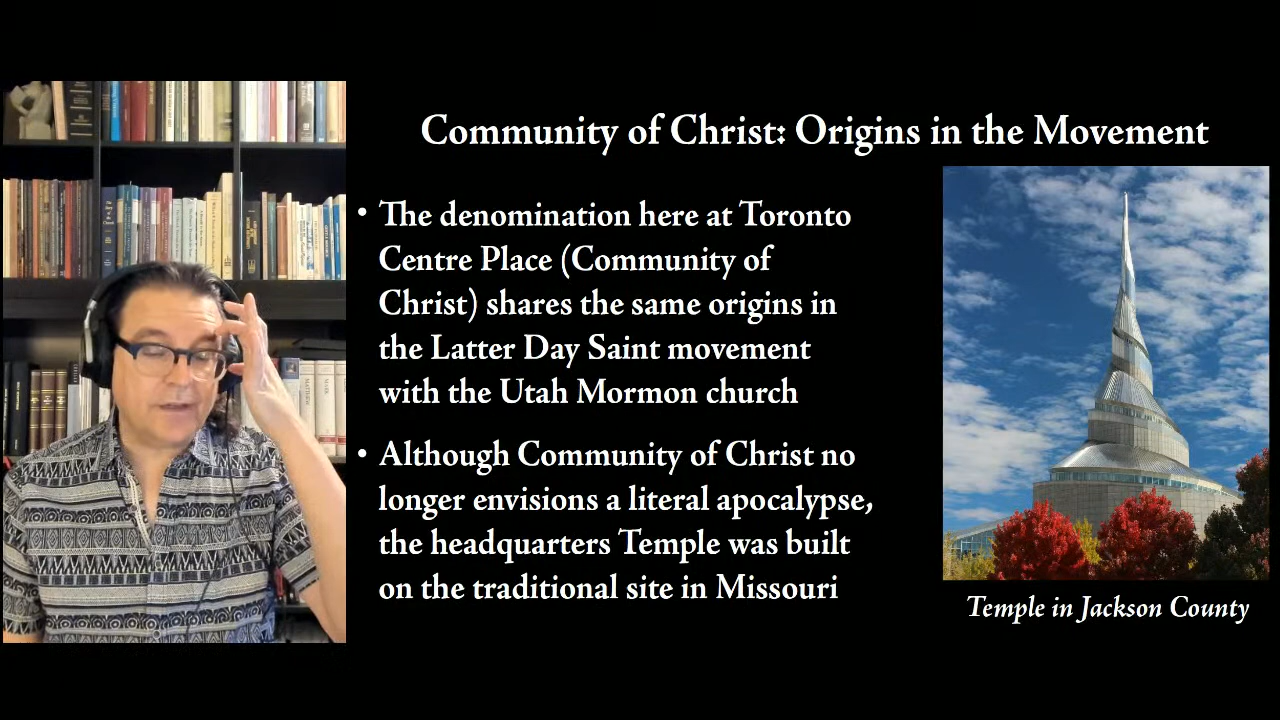 Community of Christ: Origins in the Movement
• The denomination here at Toronto
Centre Place (Community of
Christ) shares the same origins in
the Latter Day Saint movement
with the Utah Mormon church
• Although Community of Christ no
longer envisions a literal apocalypse,
the headquarters Temple was built
on the traditional site in Missouri
Temple in Jackson County